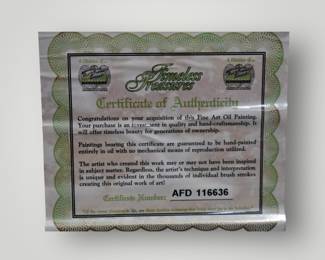 Timeless
Treasures
Certificate of Authenticity
Congratulations on your acquisition of this Fine Art Oil Painting.
Your purchase is an investment in quality and hand-craftsmanship. It
will offer timeless beauty for generations of ownership.
Paintings bearing this certificate are guaranteed to be hand-painted
entirely in oil with no mechanical means of reproduction utilized.
The artist who created this work may or may not have been inspired
in subject matter. Regardless, the artist's technique and interpretation
is unique and evident in the thousands of individual brush strokes
creating this original work of art!
Certificate Number: AFD 116636